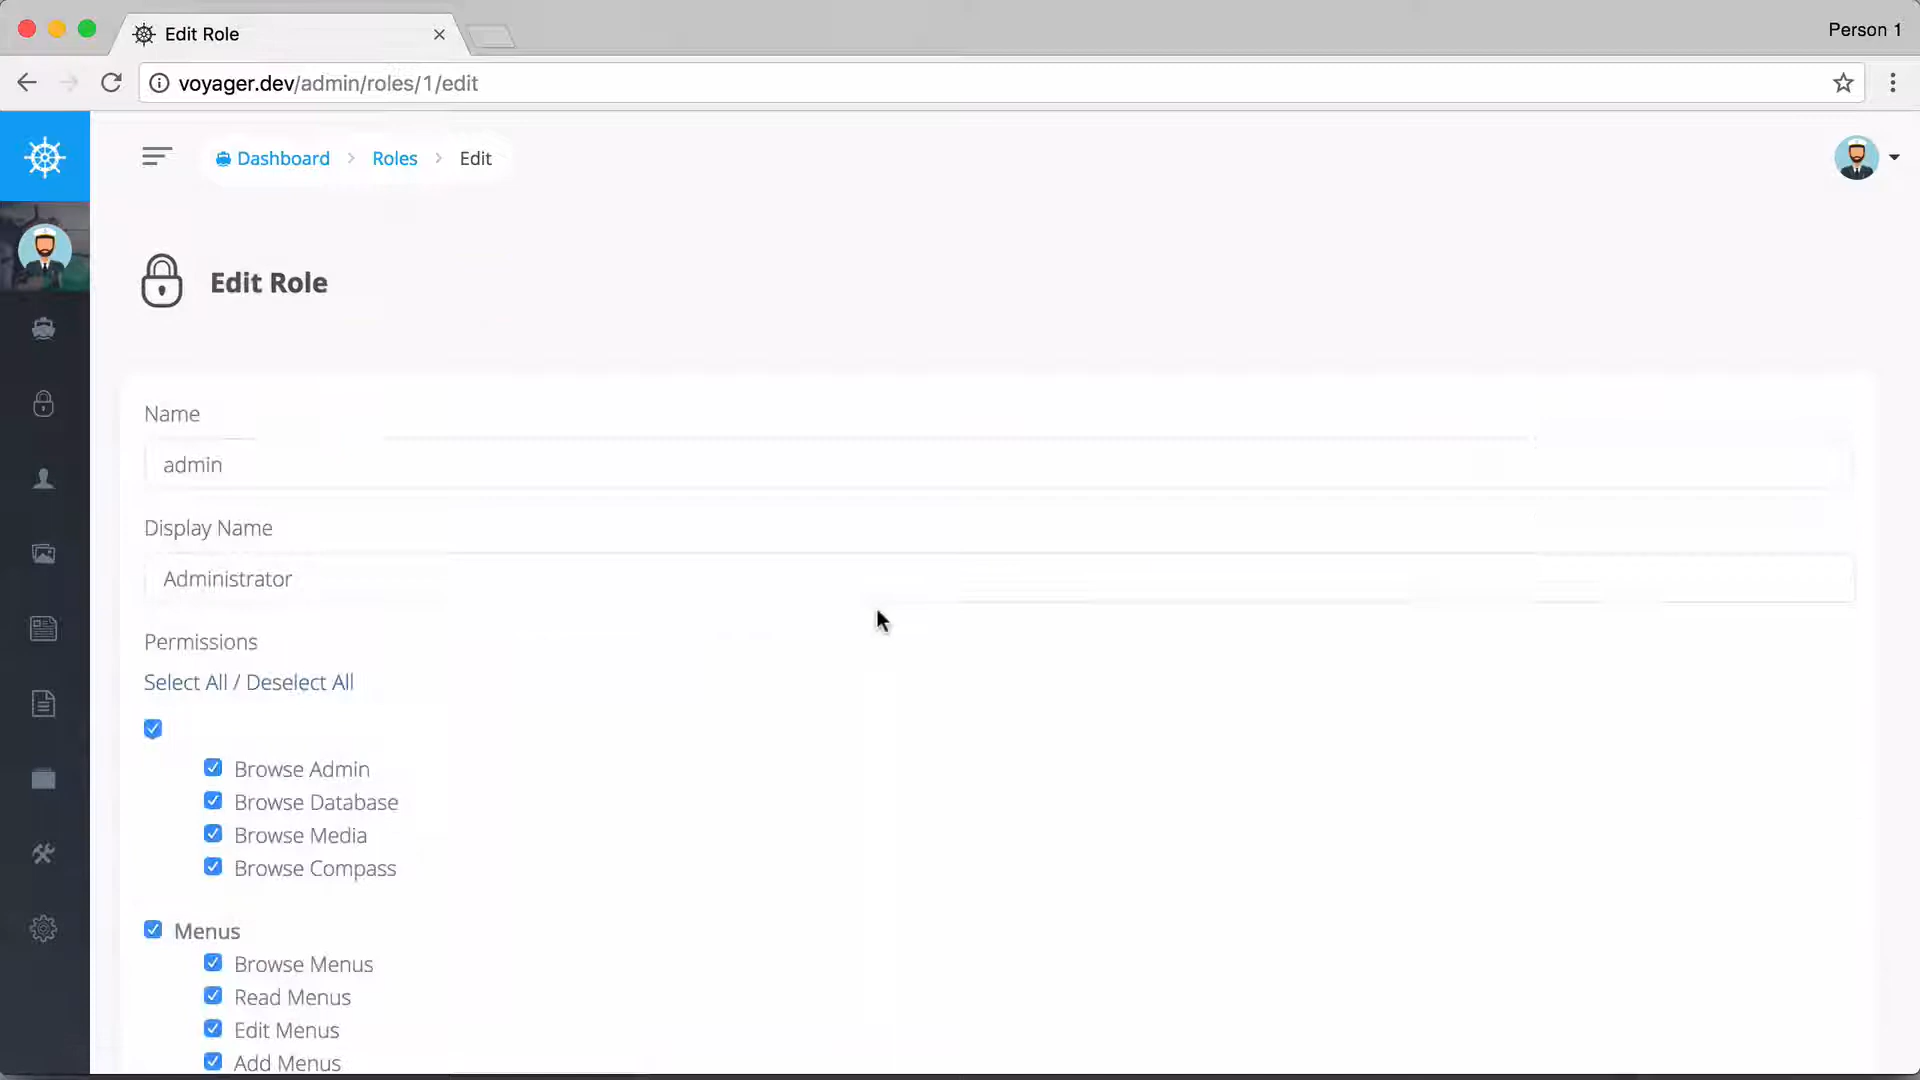 Edit Role
Person 1
voyager.dev/admin/roles/1/edit
Dashboard > Roles > Edit
Edit Role
Name
admin
Display Name
Administrator
Permissions
Select All / Deselect All
Browse Admin
Browse Database
Browse Media
Browse Compass
Menus
Browse Menus
Read Menus
Edit Menus
Add Menus